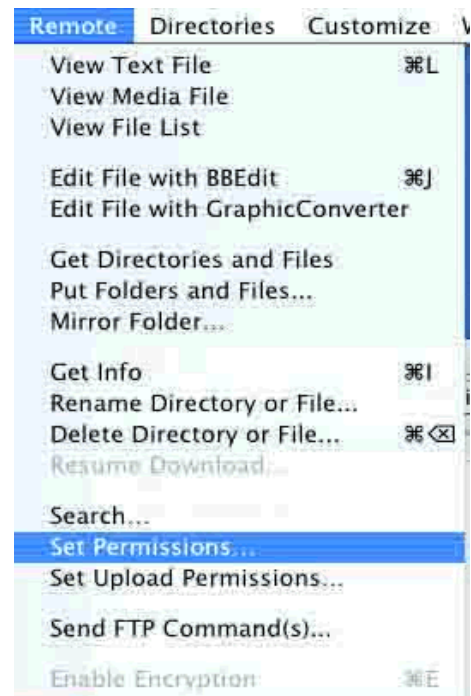 Remote Directories Customize
View Text File ⌘L
View Media File
View File List
Edit File with BBEdit ⌘J
Edit File with GraphicConverter
Get Directories and Files
Put Folders and Files...
Mirror Folder...
Get Info ⌘I
Rename Directory or File...
Delete Directory or File... ⌘⌫
Resume Download...
Search...
Set Permissions...
Set Upload Permissions...
Send FTP Command(s)...
Enable Encryption ⌘E